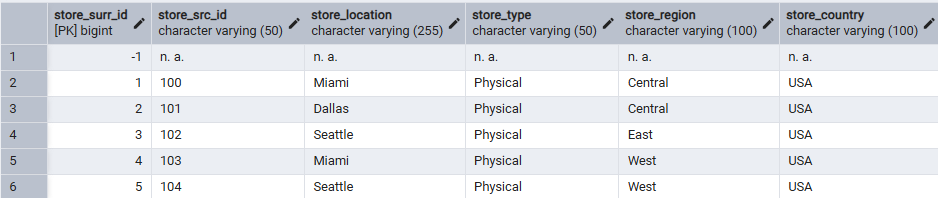 store_surr_id store_src_id store_location store_type store_region store_country
[PK] bigint character varying (50) character varying (255) character varying (50) character varying (100) character varying (100)
1 -1 n. a. n. a. n. a. n. a. n. a.
2 1 100 Miami Physical Central USA
3 2 101 Dallas Physical Central USA
4 3 102 Seattle Physical East USA
5 4 103 Miami Physical West USA
6 5 104 Seattle Physical West USA